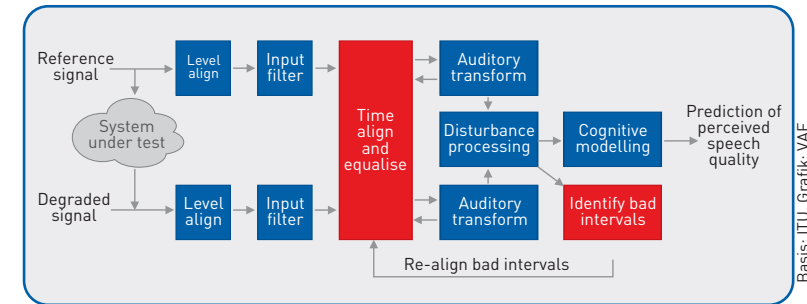 Reference
signal
Level
align
Input
filter
Time
align
and
equalise
Auditory
transform
System
under test
Disturbance
processing
Cognitive
modelling
Prediction of
perceived
speech
quality
Degraded
signal
Level
align
Input
filter
Auditory
transform
Identify bad
intervals
Re-align bad intervals
Basis: ITU, Grafik: VAF